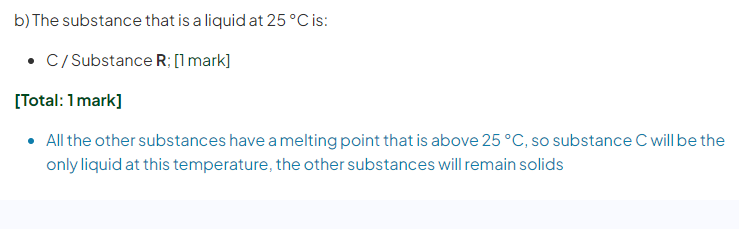 b) The substance that is a liquid at 25 °C is:
• C / Substance R; [1 mark]
[Total: 1 mark]
• All the other substances have a melting point that is above 25 °C, so substance C will be the
only liquid at this temperature, the other substances will remain solids